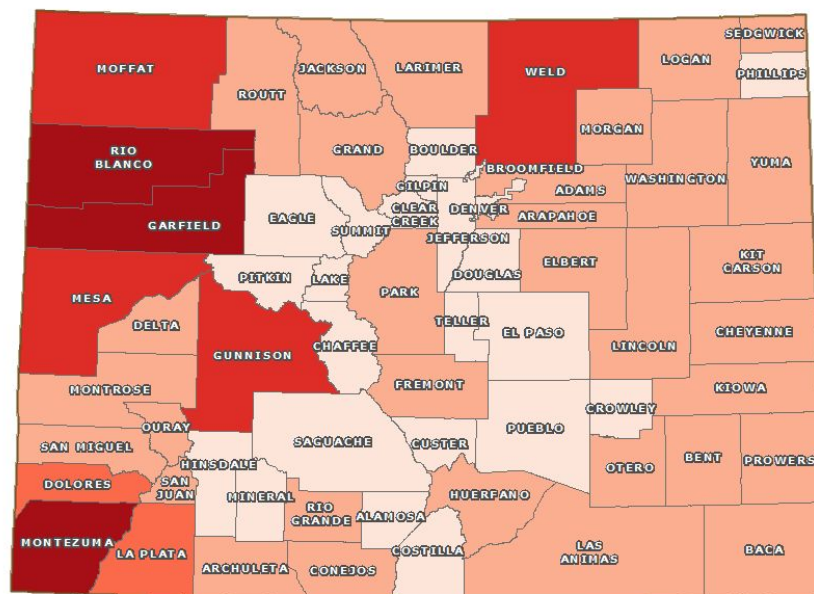 SEDGWICK
MOFFAT
JACKSON
LARIMER
WELD
LOGAN
PHILLIPS
ROUTT
MORGAN
RIO
BLANCO
GRAND
BOULDER
YUMA
BROOMFIELD
WASHINGTON
GILPIN
ADAMS
EAGLE
CLEAR
CREEK
DENVER
ARAPAHOE
GARFIELD
SUMMIT
JEFFERSON
ELBERT
KIT
CARSON
PITKIN
LAKE
DOUGLAS
MESA
PARK
DELTA
TELLER
EL PASO
CHEYENNE
GUNNISON
CHAFFEE
LINCOLN
MONTROSE
FREMONT
KIOWA
CROWLEY
OURAY
SAN MIGUEL
SAGUACHE
CUSTER
PUEBLO
HINSDALE
BENT
PROWERS
OTERO
DOLORES
SAN
JUAN
MINERAL
HUERFANO
RIO
GRANDE
ALAMOSA
MONTEZUMA
LA PLATA
COSTILLA
LAS
ANIMAS
BACA
ARCHULETA
CONEJOS